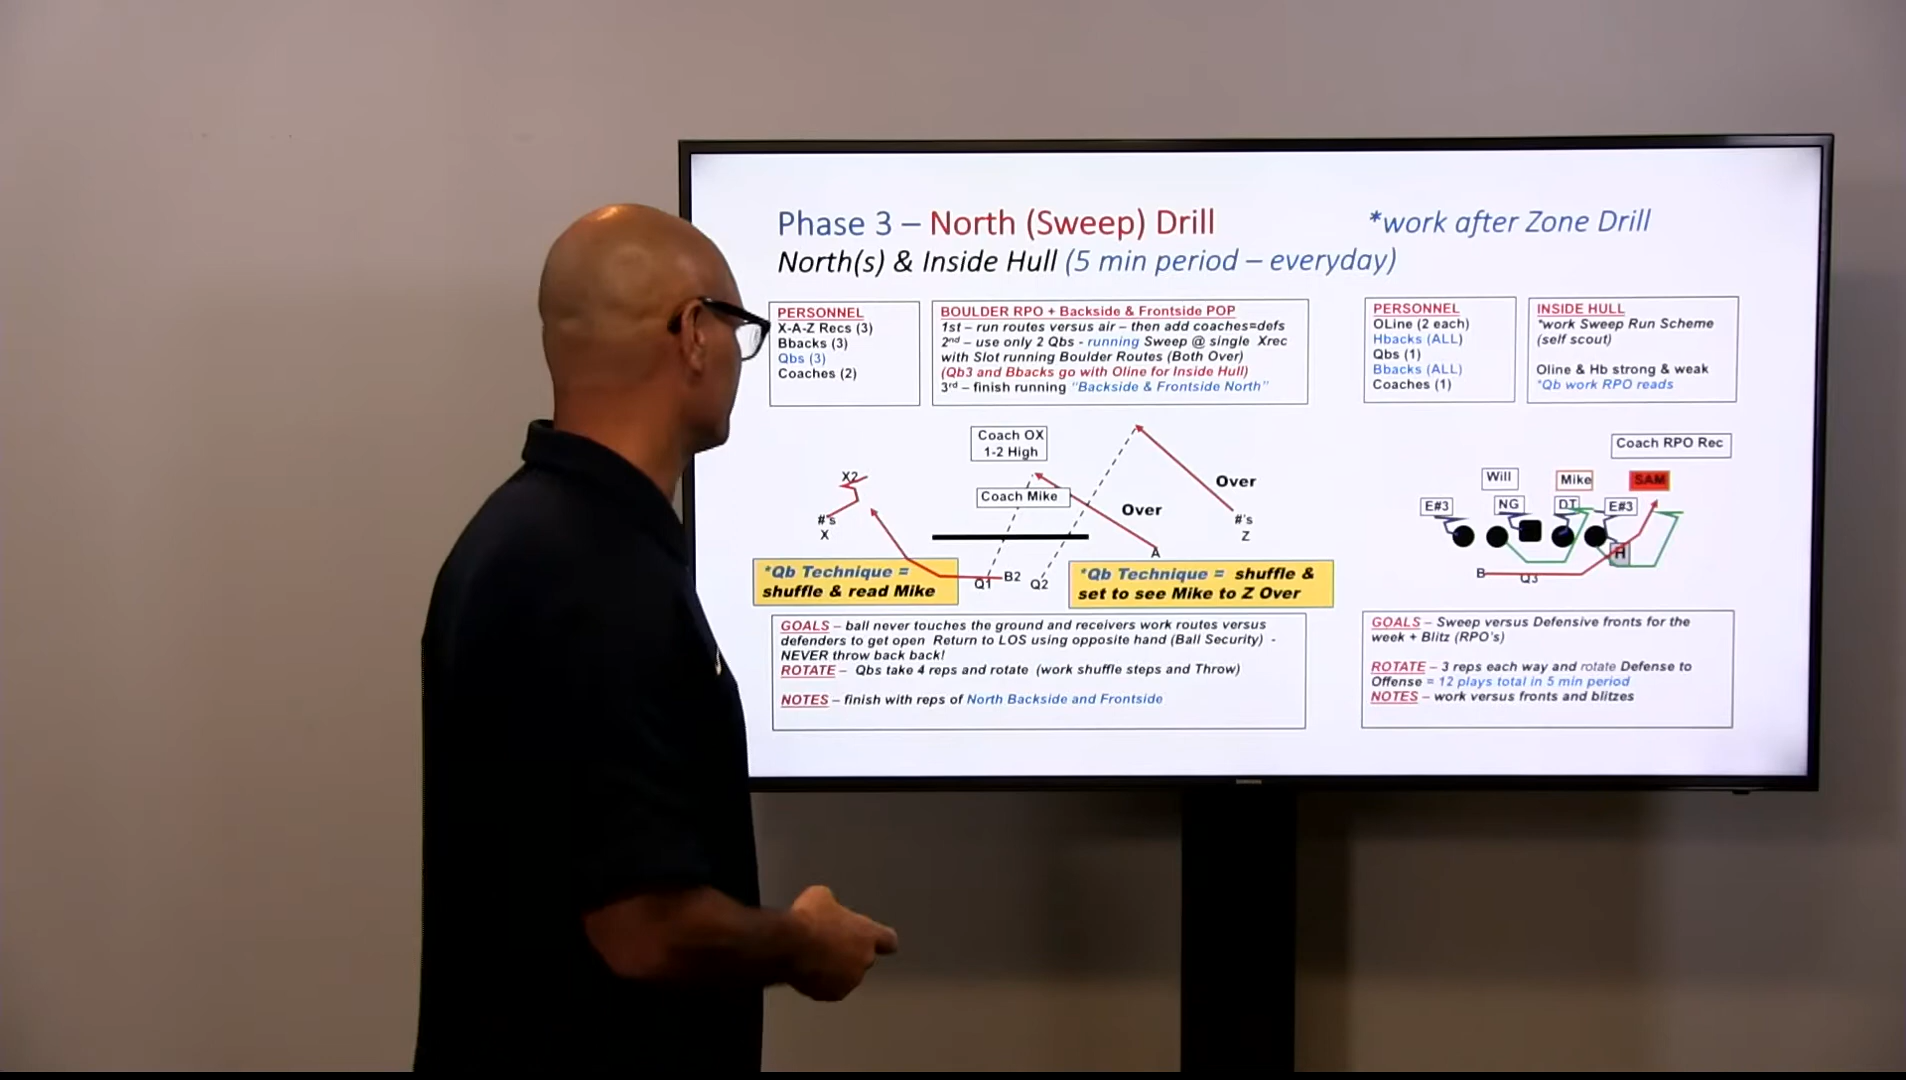 Phase 3 – North (Sweep) Drill
*work after Zone Drill
North(s) & Inside Hull (5 min period – everyday)
PERSONNEL
X-A-Z Recs (3)
Bbacks (3)
Qbs (3)
Coaches (2)
BOULDER RPO + Backside & Frontside POP
1st – run routes versus air – then add coaches=defs
2nd – use only 2 Qbs - running Sweep @ single Xrec
with Slot running Boulder Routes (Both Over)
(Qb3 and Bbacks go with Oline for Inside Hull)
3rd – finish running "Backside & Frontside North"
PERSONNEL
OLine (2 each)
Hbacks (ALL)
Qbs (1)
Bbacks (ALL)
Coaches (1)
INSIDE HULL
*work Sweep Run Scheme
(self scout)
Oline & Hb strong & weak
*Qb work RPO reads
Coach OX
1-2 High
X2
Coach Mike
Over
Over
#'s
X
#'s
Z
A
Q1
B2
Q2
*Qb Technique =
shuffle & read Mike
*Qb Technique = shuffle &
set to see Mike to Z Over
Coach RPO Rec
Will
Mike
SAM
E#3
NG
DT
E#3
H
B
Q3
GOALS – ball never touches the ground and receivers work routes versus
defenders to get open Return to LOS using opposite hand (Ball Security) -
NEVER throw back back!
ROTATE – Qbs take 4 reps and rotate (work shuffle steps and Throw)
NOTES – finish with reps of North Backside and Frontside
GOALS – Sweep versus Defensive fronts for the
week + Blitz (RPO's)
ROTATE – 3 reps each way and rotate Defense to
Offense = 12 plays total in 5 min period
NOTES – work versus fronts and blitzes